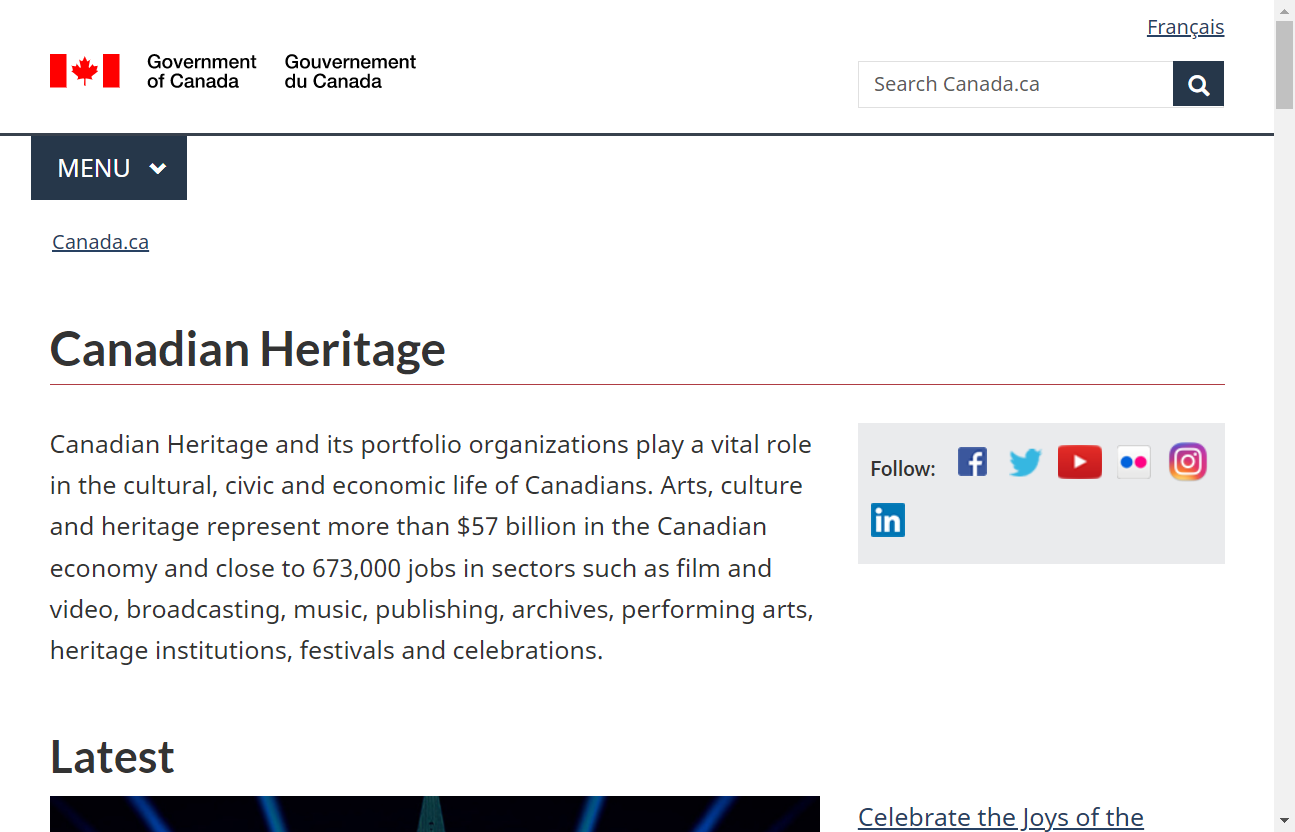 Français
Government of Canada
Gouvernement du Canada
Search Canada.ca
MENU
Canada.ca
Canadian Heritage
Canadian Heritage and its portfolio organizations play a vital role
in the cultural, civic and economic life of Canadians. Arts, culture
and heritage represent more than $57 billion in the Canadian
economy and close to 673,000 jobs in sectors such as film and
video, broadcasting, music, publishing, archives, performing arts,
heritage institutions, festivals and celebrations.
Follow:
in
Latest
Celebrate the Joys of the